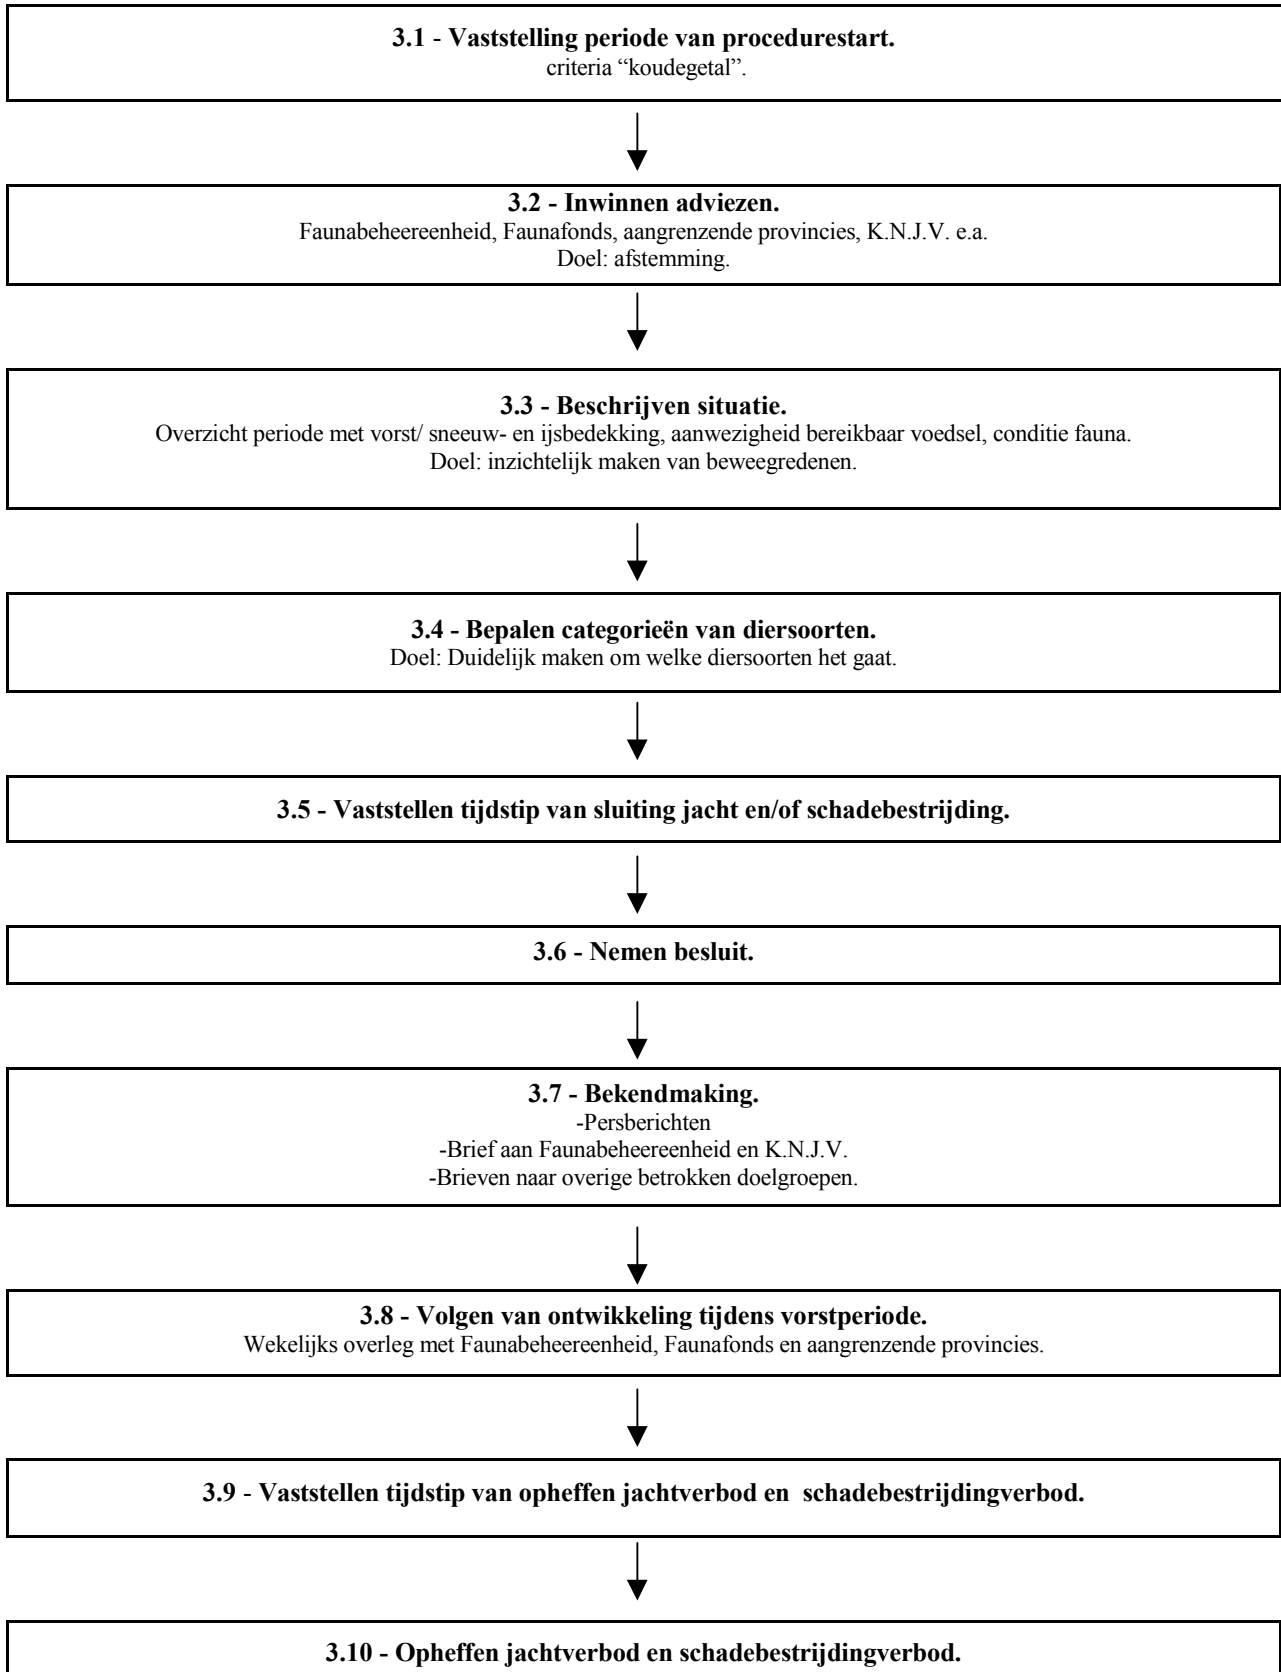 3.1 - Vaststelling periode van procedurestart.
criteria “koudegetal”.
3.2 - Inwinnen adviezen.
Faunabeheereenheid, Faunafonds, aangrenzende provincies, K.N.J.V. e.a.
Doel: afstemming.
3.3 - Beschrijven situatie.
Overzicht periode met vorst/ sneeuw- en ijsbedekking, aanwezigheid bereikbaar voedsel, conditie fauna.
Doel: inzichtelijk maken van beweegredenen.
3.4 - Bepalen categorieën van diersoorten.
Doel: Duidelijk maken om welke diersoorten het gaat.
3.5 - Vaststellen tijdstip van sluiting jacht en/of schadebestrijding.
3.6 - Nemen besluit.
3.7 - Bekendmaking.
-Persberichten
-Brief aan Faunabeheereenheid en K.N.J.V.
-Brieven naar overige betrokken doelgroepen.
3.8 - Volgen van ontwikkeling tijdens vorstperiode.
Wekelijks overleg met Faunabeheereenheid, Faunafonds en aangrenzende provincies.
3.9 - Vaststellen tijdstip van opheffen jachtverbod en schadebestrijdingverbod.
3.10 - Opheffen jachtverbod en schadebestrijdingverbod.